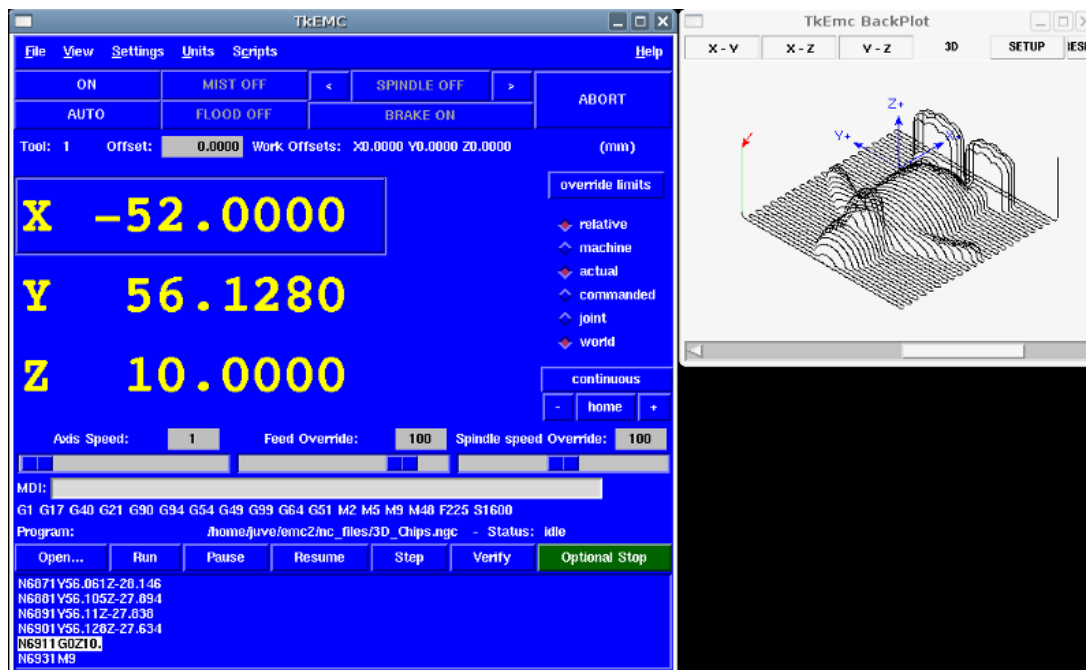 TkEMC
File View Settings Units Scripts Help
ON MIST OFF < SPINDLE OFF > ABORT
AUTO FLOOD OFF BRAKE ON
Tool: 1 Offset: 0.0000 Work Offsets: X0.0000 Y0.0000 Z0.0000 (mm)
override limits
X -52.0000
relative
machine
Y 56.1280
actual
commanded
joint
world
Z 10.0000
continuous
- home +
Axis Speed: 1 Feed Override: 100 Spindle speed Override: 100
MDI:
G1 G17 G40 G21 G90 G94 G54 G49 G99 G64 G51 M2 M5 M9 M48 F225 S1600
Program: /home/juve/emc2/nc_files/3D_Chips.ngc - Status: idle
Open... Run Pause Resume Step Verify Optional Stop
N6871Y56.061Z-28.146
N6881Y56.105Z-27.894
N6891Y56.11Z-27.838
N6901Y56.128Z-27.634
N6911G0Z10.
N6931M9
TkEmc BackPlot
X - Y X - Z Y - Z 3D SETUP
Z+
Y+